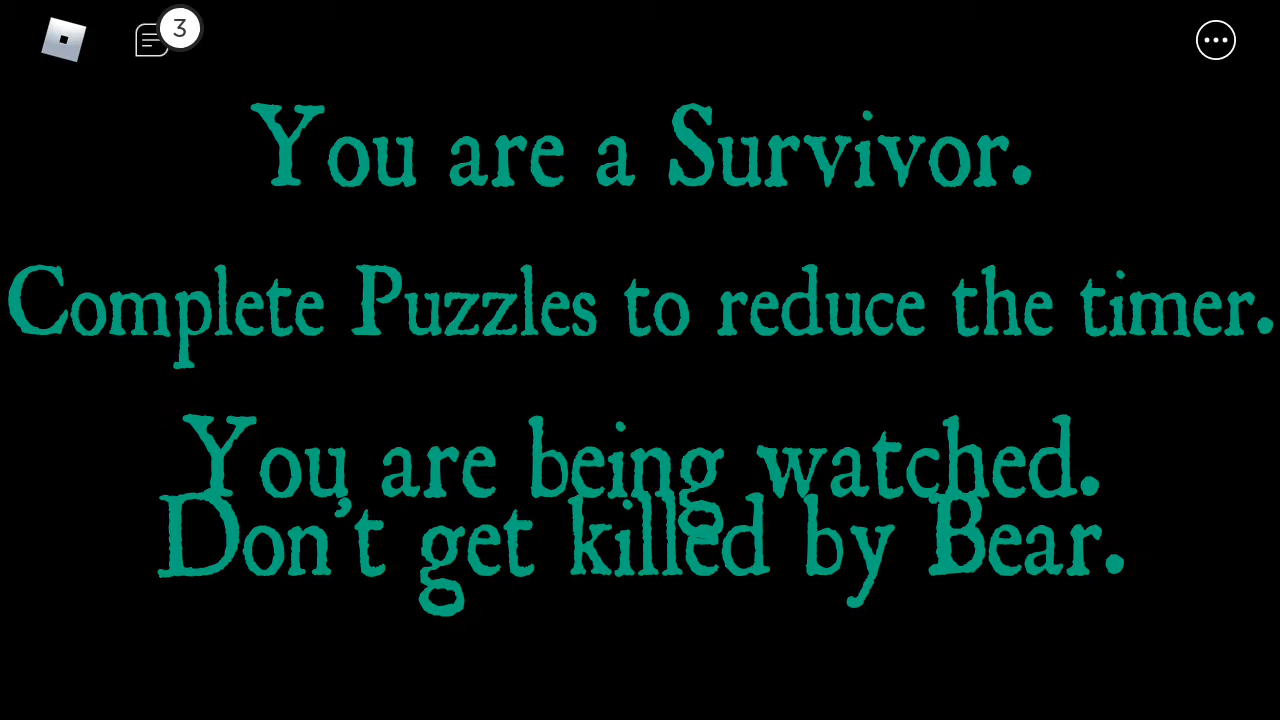 3
You are a Survivor.
Complete Puzzles to reduce the timer.
You are being watched.
Don't get killed by Bear.